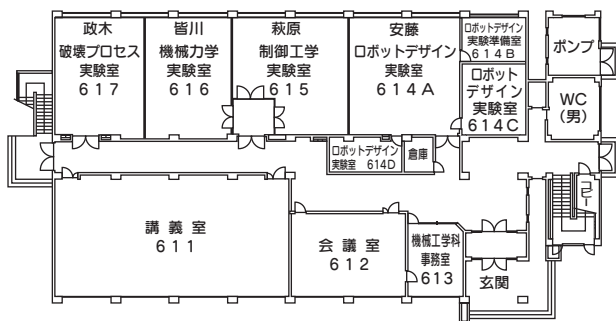 政木
破壊プロセス
実験室
617
皆川
機械力学
実験室
616
萩原
制御工学
実験室
615
安藤
ロボットデザイン
実験室
614A
ロボットデザイン
実験準備室
614B
ロボット
デザイン
実験室
614C
ポンプ
WC
(男)
ロボットデザイン
実験室 614D
倉庫
コピー
講義室
611
会議室
612
機械工学科
事務室
613
玄関